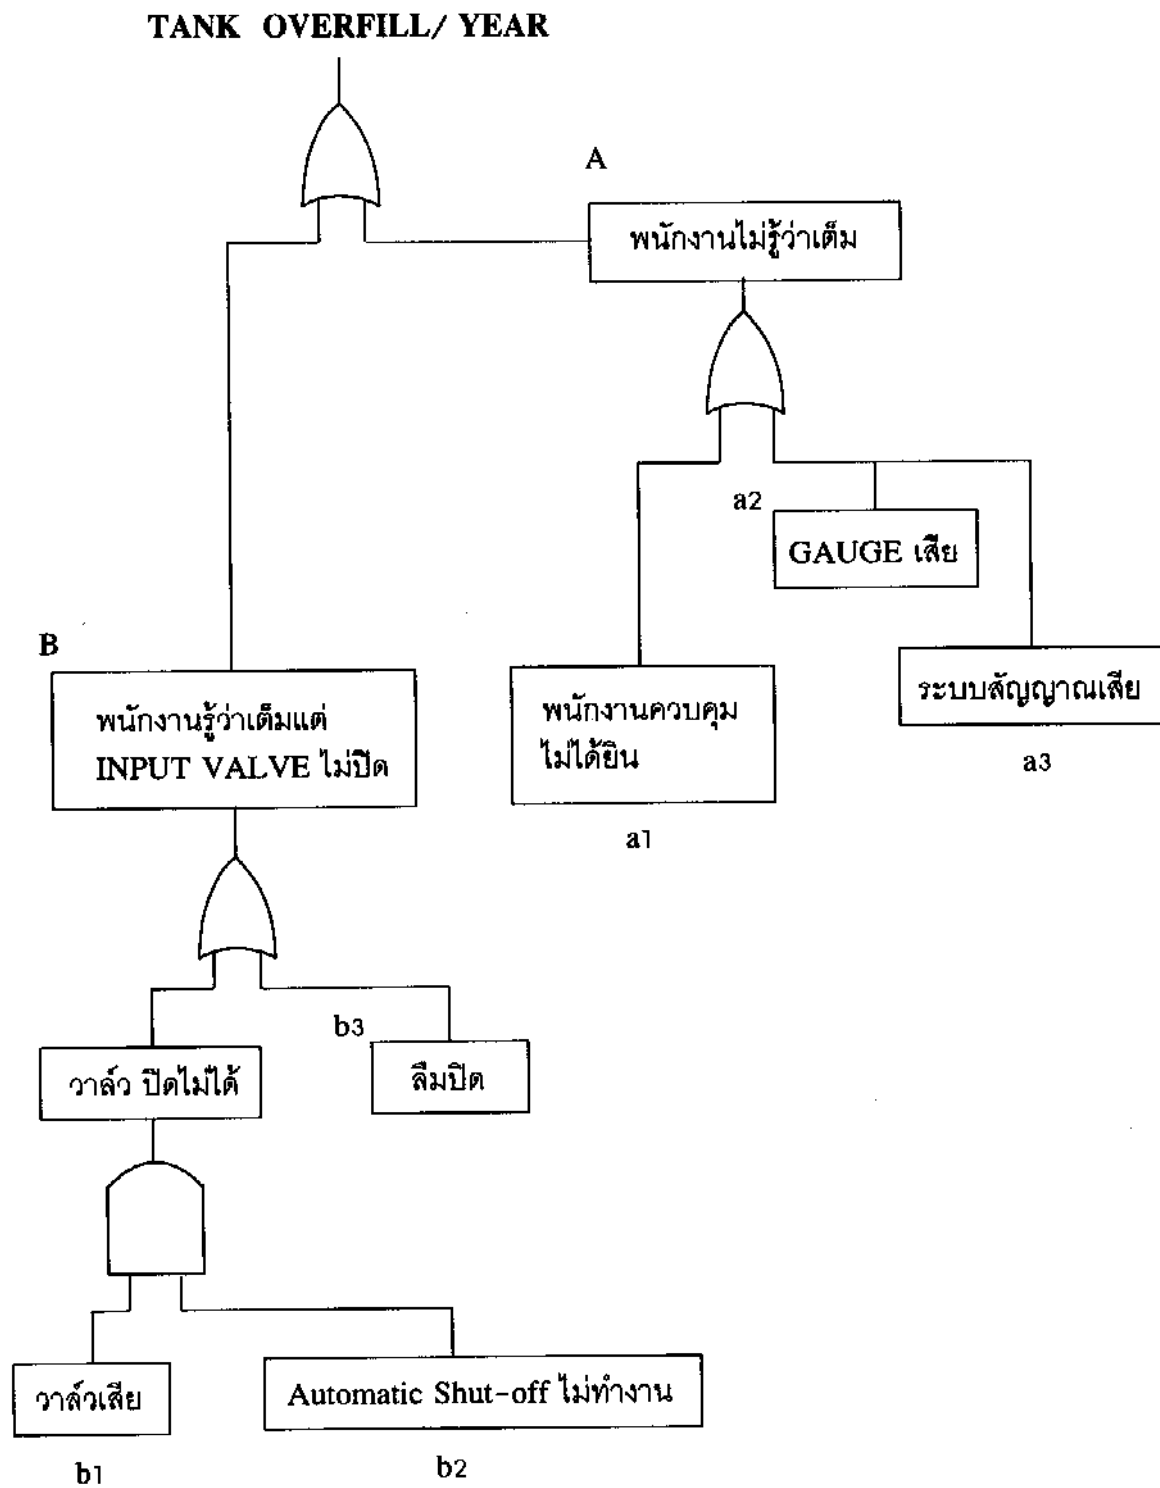 TANK OVERFILL/ YEAR
A
พนักงานไม่รู้ว่าเต็ม
a2
GAUGE เสีย
B
พนักงานรู้ว่าเต็มแต่
INPUT VALVE ไม่ปิด
พนักงานควบคุม
ไม่ได้ยิน
a1
ระบบสัญญาณเสีย
a3
b3
วาล์ว ปิดไม่ได้
ลืมปิด
วาล์วเสีย
b1
Automatic Shut-off ไม่ทำงาน
b2